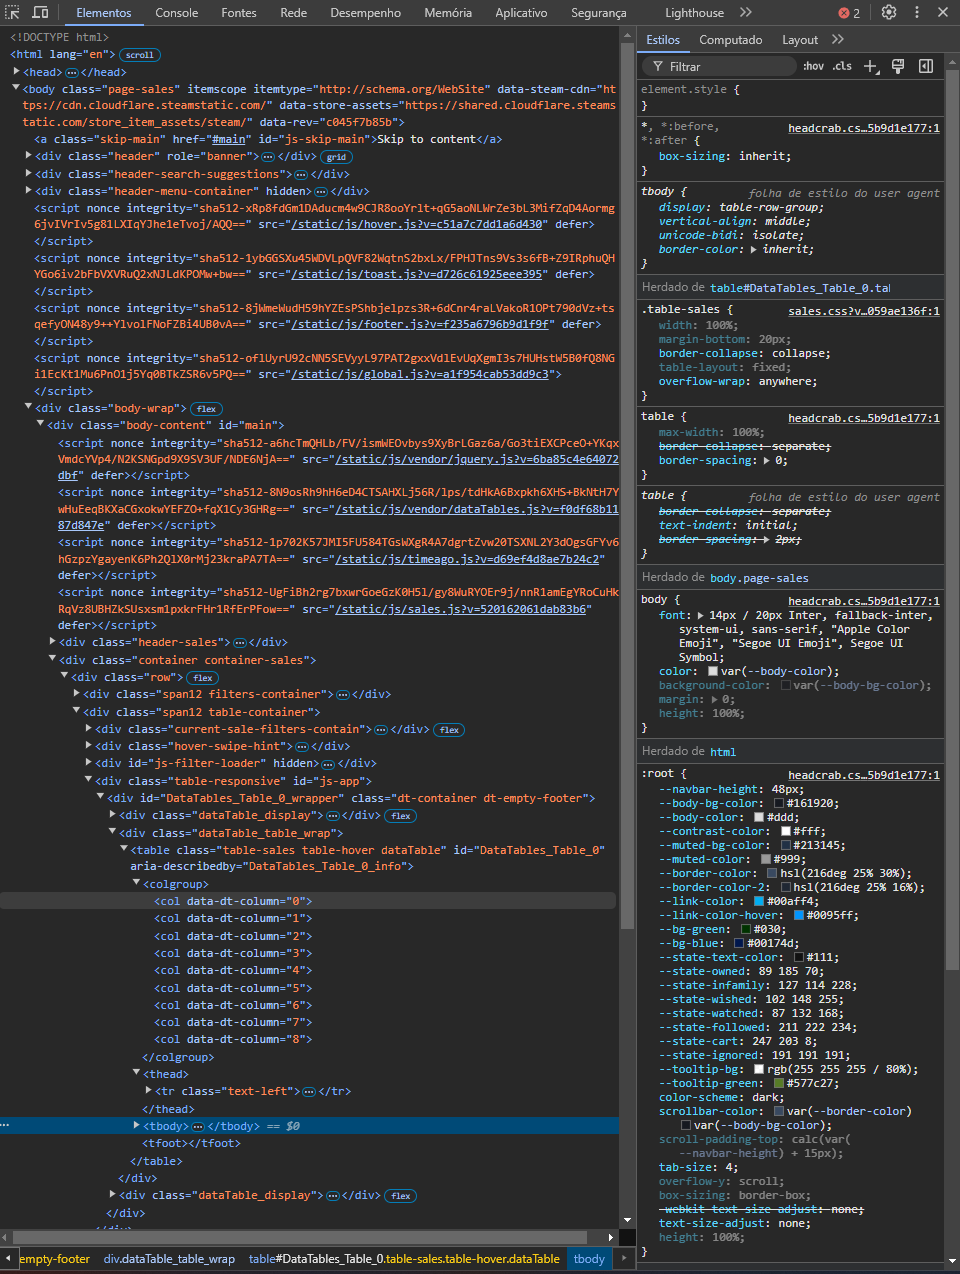 Elementos Console Fontes Rede Desempenho Memória Aplicativo Segurança Lighthouse 2
<!DOCTYPE html>
<html lang="en"> scroll
<head> </head>
<body class="page-sales" itemscope itemtype="http://schema.org/WebSite" data-steam-cdn="ht
tps://cdn.cloudflare.steamstatic.com/" data-store-assets="https://shared.cloudflare.steams
tatic.com/store_item_assets/steam/" data-rev="c045f7b85b">
<a class="skip-main" href="#main" id="js-skip-main">Skip to content</a>
<div class="header" role="banner"> </div> grid
<div class="header-search-suggestions"> </div>
<div class="header-menu-container" hidden> </div>
<script nonce integrity="sha512-xRp8fdGm1DAducm4w9CJR8ooYrlt+qG5aoNLWrZe3bL3MifZqD4Aormg
6jvIVrIv5g81LXIqYJhe1eTvoj/AQQ==" src="/static/js/hover.js?v=c51a7c7dd1a6d430" defer>
</script>
<script nonce integrity="sha512-1ybGGSXu45WDVLpQVF82WqtnS2bxLx/FPHJTns9Vs3s6fB+Z9IRphuQH
YGo6iv2bFbVXVRuQ2xNJLdKPOMw+bw==" src="/static/js/toast.js?v=d726c61925eee395" defer>
</script>
<script nonce integrity="sha512-8jWmeWudH59hYZEsPShbjelpzs3R+6dCnr4raLVakoR1OPt790dVz+ts
qefyON48y9++YlvolFNoFZBi4UB0vA==" src="/static/js/footer.js?v=f235a6796b9d1f9f" defer>
</script>
<script nonce integrity="sha512-oflUyrU92cNN5SEVyyL97PAT2gxxVdlEvUqXgmI3s7HUHstW5B0fQ8NG
i1EcKt1Mu6PnO1j5Yq0BTkZSR6v5PQ==" src="/static/js/global.js?v=a1f954cab53dd9c3">
</script>
<div class="body-wrap"> flex
<div class="body-content" id="main">
<script nonce integrity="sha512-a6hcTmQHLb/FV/ismWEOvbys9XyBrLGaz6a/Go3tiEXCPceO+YKqx
VmdcYVp4/N2KSNGpd9X9SV3UF/NDE6NjA==" src="/static/js/vendor/jquery.js?v=6ba85c4e64072
dbf" defer></script>
<script nonce integrity="sha512-8N9osRh9hH6eD4CTSAHXLj56R/lps/tdHkA6Bxpkh6XHS+BkNtH7Y
wHuEeqBKXaCGxokwYEFZO+fqX1Cy3GHRg==" src="/static/js/vendor/dataTables.js?v=f0df68b11
87d847e" defer></script>
<script nonce integrity="sha512-1p702K57JMI5FU584TGsWXgR4A7dgrtZvw20TSXNL2Y3dOgsGFYv6
hGzpzYgayenK6Ph2QlX0rMj23kraPA7TA==" src="/static/js/timeago.js?v=d69ef4d8ae7b24c2"
defer></script>
<script nonce integrity="sha512-UgFiBh2rg7bxwrGoeGzK0H5l/gy8WuRYOEr9j/nnR1amEgYRoCuHk
RqVz8UBHZkSUsxsm1pxkrFHr1RfErPFow==" src="/static/js/sales.js?v=520162061dab83b6"
defer></script>
<div class="header-sales"> </div>
<div class="container container-sales">
<div class="row"> flex
<div class="span12 filters-container"> </div>
<div class="span12 table-container">
<div class="current-sale-filters-contain"> </div> flex
<div class="hover-swipe-hint"> </div>
<div id="js-filter-loader" hidden> </div>
<div class="table-responsive" id="js-app">
<div id="DataTables_Table_0_wrapper" class="dt-container dt-empty-footer">
<div class="dataTable_display"> </div> flex
<div class="dataTable_table_wrap">
<table class="table-sales table-hover dataTable" id="DataTables_Table_0"
aria-describedby="DataTables_Table_0_info">
<colgroup>
<col data-dt-column="0">
<col data-dt-column="1">
<col data-dt-column="2">
<col data-dt-column="3">
<col data-dt-column="4">
<col data-dt-column="5">
<col data-dt-column="6">
<col data-dt-column="7">
<col data-dt-column="8">
</colgroup>
<thead>
<tr class="text-left"> </tr>
</thead>
<tbody> </tbody> == $0
<tfoot></tfoot>
</table>
</div>
<div class="dataTable_display"> </div> flex
</div>
empty-footer div.dataTable_table_wrap table#DataTables_Table_0.table-sales.table-hover.dataTable tbody
Estilos Computado Layout
Filtrar :hov .cls
element.style {
}
*, *:before, headcrab.cs…5b9d1e177:1
*:after {
box-sizing: inherit;
}
tbody { folha de estilo do user agent
display: table-row-group;
vertical-align: middle;
unicode-bidi: isolate;
border-color: inherit;
}
Herdado de table#DataTables_Table_0.tal
.table-sales { sales.css?v…059ae136f:1
width: 100%;
margin-bottom: 20px;
border-collapse: collapse;
table-layout: fixed;
overflow-wrap: anywhere;
}
table { headcrab.cs…5b9d1e177:1
max-width: 100%;
border-collapse: separate;
border-spacing: 0;
}
table { folha de estilo do user agent
border-collapse: separate;
text-indent: initial;
border-spacing: 2px;
}
Herdado de body.page-sales
body { headcrab.cs…5b9d1e177:1
font: 14px / 20px Inter, fallback-inter,
system-ui, sans-serif, "Apple Color
Emoji", "Segoe UI Emoji", Segoe UI
Symbol;
color: var(--body-color);
background-color: var(--body-bg-color);
margin: 0;
height: 100%;
}
Herdado de html
:root { headcrab.cs…5b9d1e177:1
--navbar-height: 48px;
--body-bg-color: #161920;
--body-color: #ddd;
--contrast-color: #fff;
--muted-bg-color: #213145;
--muted-color: #999;
--border-color: hsl(216deg 25% 30%);
--border-color-2: hsl(216deg 25% 16%);
--link-color: #00aff4;
--link-color-hover: #0095ff;
--bg-green: #030;
--bg-blue: #00174d;
--state-text-color: #111;
--state-owned: 89 185 70;
--state-infamily: 127 114 228;
--state-wished: 102 148 255;
--state-watched: 87 132 168;
--state-followed: 211 222 234;
--state-cart: 247 203 8;
--state-ignored: 191 191 191;
--tooltip-bg: rgb(255 255 255 / 80%);
--tooltip-green: #577c27;
color-scheme: dark;
scrollbar-color: var(--border-color)
var(--body-bg-color);
scroll-padding-top: calc(var(
--navbar-height) + 15px);
tab-size: 4;
overflow-y: scroll;
box-sizing: border-box;
-webkit-text-size-adjust: none;
text-size-adjust: none;
height: 100%;
}